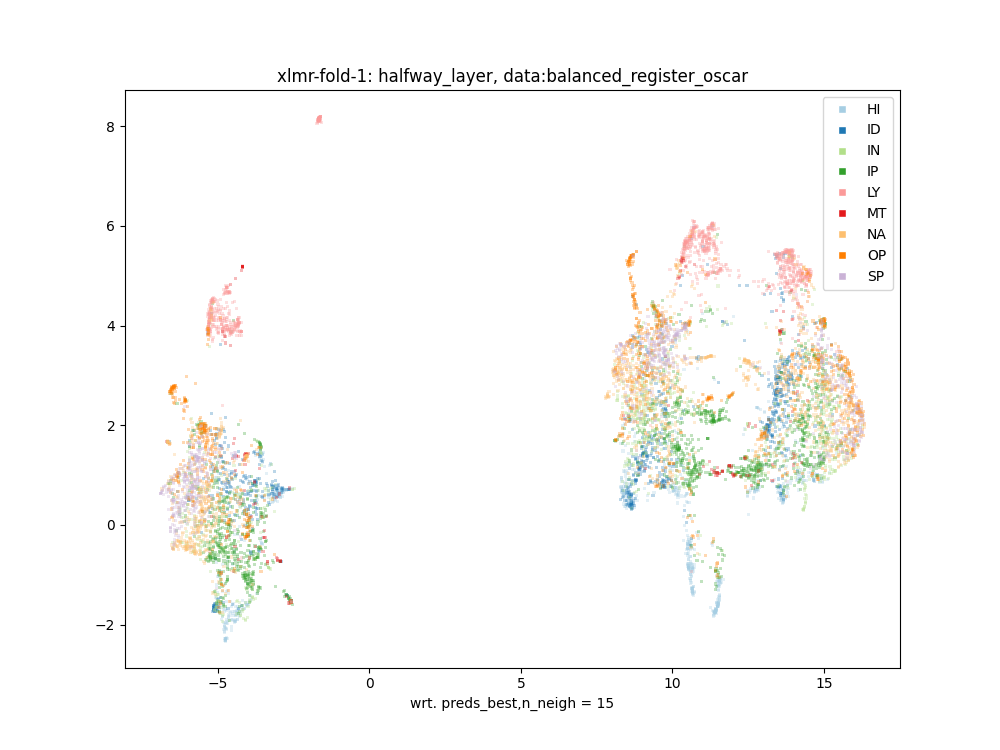 xlmr-fold-1: halfway_layer, data:balanced_register_oscar
HI
ID
IN
IP
LY
MT
NA
OP
SP
8
6
4
2
0
−2
−5
0
5
10
15
wrt. preds_best,n_neigh = 15